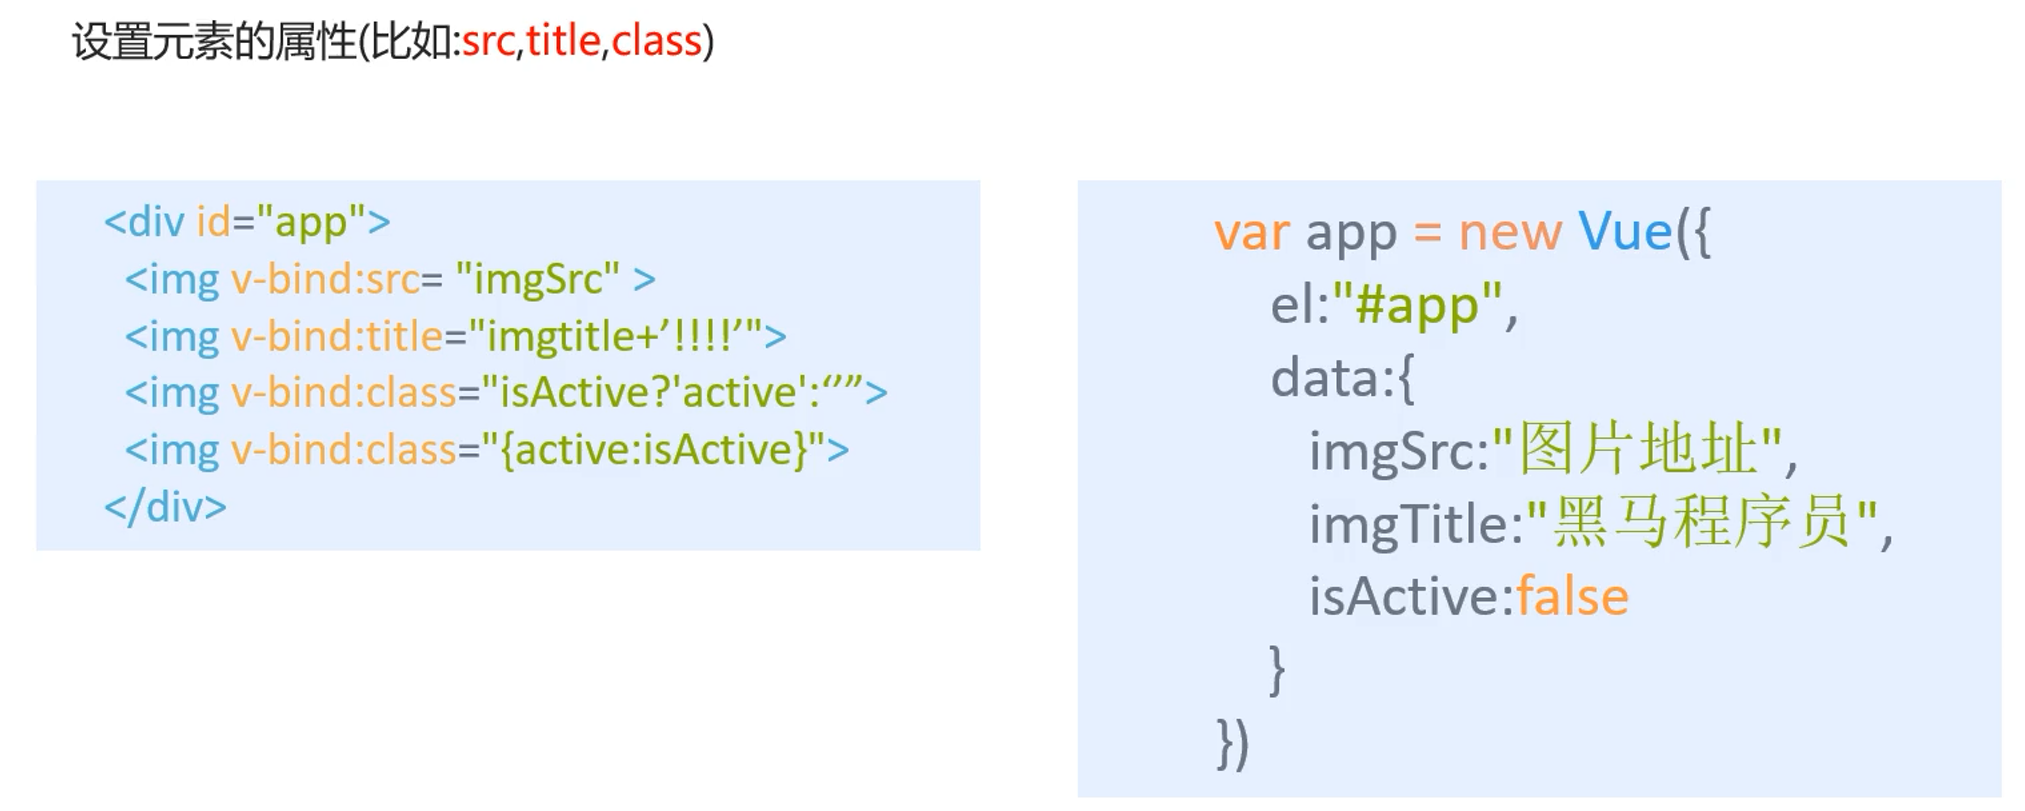 设置元素的属性(比如:src,title,class)
<div id="app">
<img v-bind:src= "imgSrc" >
<img v-bind:title="imgtitle+’!!!!’">
<img v-bind:class="isActive?'active':‘’”>
<img v-bind:class="{active:isActive}">
</div>
var app = new Vue({
el:"#app",
data:{
imgSrc:"图片地址",
imgTitle:"黑马程序员",
isActive:false
}
})